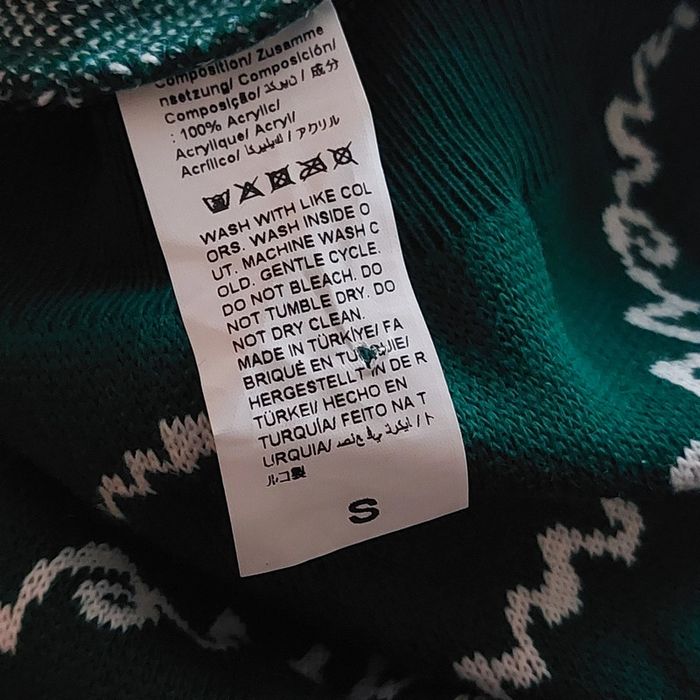 Composition/ Zusamme
nsetzung/ Composición/
Composição/ تركيز / 成分
: 100% Acrylic/
Acrylique/ Acryl/
Acrílico/ أكريليك / アクリル
WASH WITH LIKE COL
ORS. WASH INSIDE O
UT. MACHINE WASH C
OLD. GENTLE CYCLE.
DO NOT BLEACH. DO
NOT TUMBLE DRY. DO
NOT DRY CLEAN.
MADE IN TÜRKİYE/ FA
BRIQUÉ EN TURQUIE/
HERGESTELLT IN DER
TÜRKEI/ HECHO EN
TURQUÍA/ FEITO NA T
URQUIA/ صنع في تركيا / ト
ルコ製
S